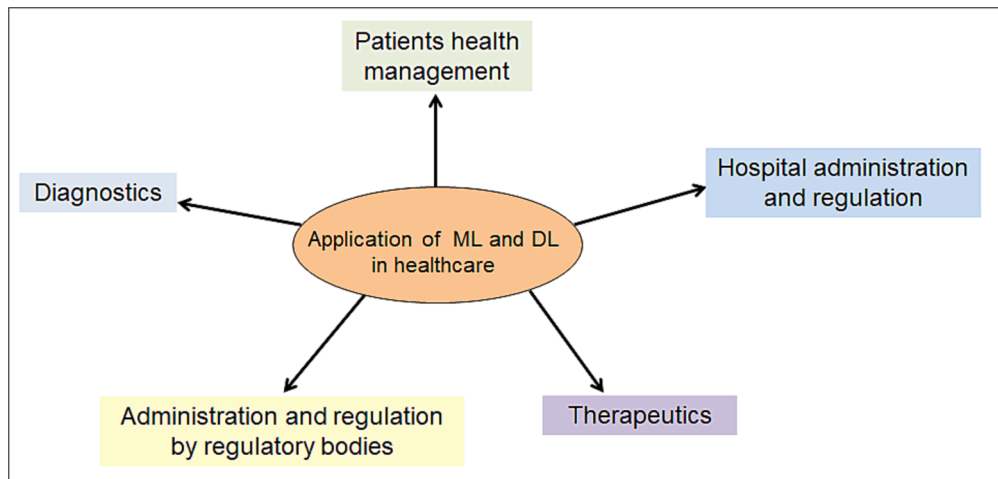 Patients health
management
Hospital administration
and regulation
Diagnostics
Application of ML and DL
in healthcare
Administration and regulation
by regulatory bodies
Therapeutics